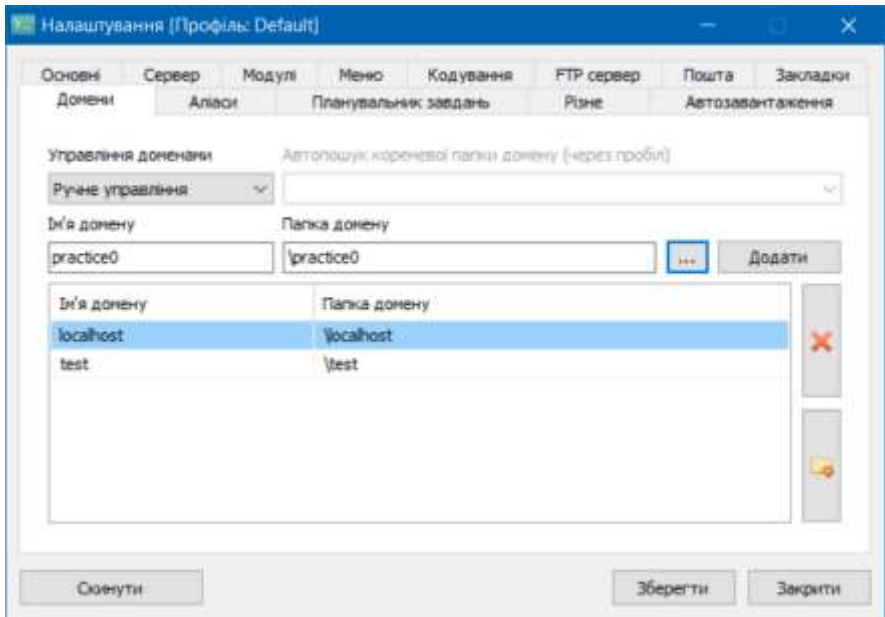 Налаштування [Профіль: Default]
Основні Сервер Модулі Меню Кодування FTP сервер Пошта Закладки
Домени Аліаси Планувальник завдань Різне Автозавантаження
Управління доменами Автопошук кореневої папки домену (через пробіл)
Ручне управління
Ім'я домену Папка домену
practice0 \practice0 ... Додати
Ім'я домену Папка домену
localhost \localhost
test \test
Скинути Зберегти Закрити